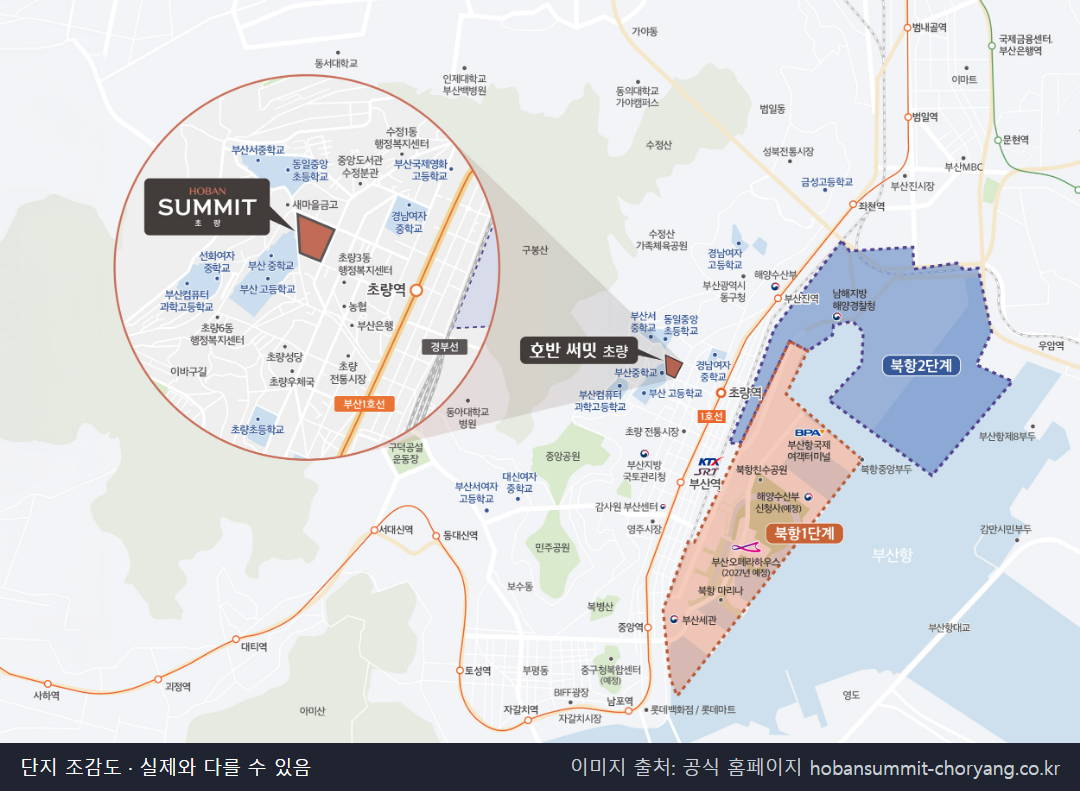 동서대학교
인제대학교
부산백병원
가야동
동의대학교
가야캠퍼스
수정산
범일동
성북전통시장
금성고등학교
범내골역
국제금융센터,
부산은행역
이마트
범일역
문현역
부산MBC
부산진시장
좌천역
수정1동
행정복지센터
부산서중학교
동일중앙
초등학교
중앙도서관
수정분관
부산국제영화
고등학교
HOBAN
SUMMIT
초 량
새마을금고
경남여자
중학교
선화여자
중학교
부산 중학교
부산 고등학교
초량3동
행정복지센터
초량역
부산컴퓨터
과학고등학교
농협
부산은행
초량6동
행정복지센터
경부선
초량성당
이바구길
초량우체국
초량
전통시장
부산1호선
초량초등학교
구봉산
수정산
가족체육공원
경남여자
고등학교
부산광역시
동구청
해양수산부
부산진역
남해지방
해양경찰청
부산서
중학교
동일중앙
초등학교
호반 써밋 초량
부산중학교
경남여자
중학교
부산컴퓨터
과학고등학교
부산 고등학교
초량역
1호선
북항2단계
우암역
동아대학교
병원
구덕공설
운동장
초량 전통시장
중앙공원
부산지방
국토관리청
KTX
SRT
부산역
BPA
부산항국제
여객터미널
북항친수공원
북항중앙부두
부산항제8부두
해양수산부
신청사(예정)
북항1단계
부산서여자
고등학교
대신여자
중학교
감사원 부산센터
영주시장
서대신역
동대신역
민주공원
부산오페라하우스
(2027년 예정)
부산항
감만시민부두
보수동
복병산
북항 마리나
부산세관
중앙역
부산항대교
대티역
괴정역
사하역
토성역
부평동
중구청복합센터
(예정)
아미산
BIFF광장
자갈치역
자갈치시장
남포역
롯데백화점 / 롯데마트
영도
단지 조감도 · 실제와 다를 수 있음
이미지 출처: 공식 홈페이지 hobansummit-choryang.co.kr